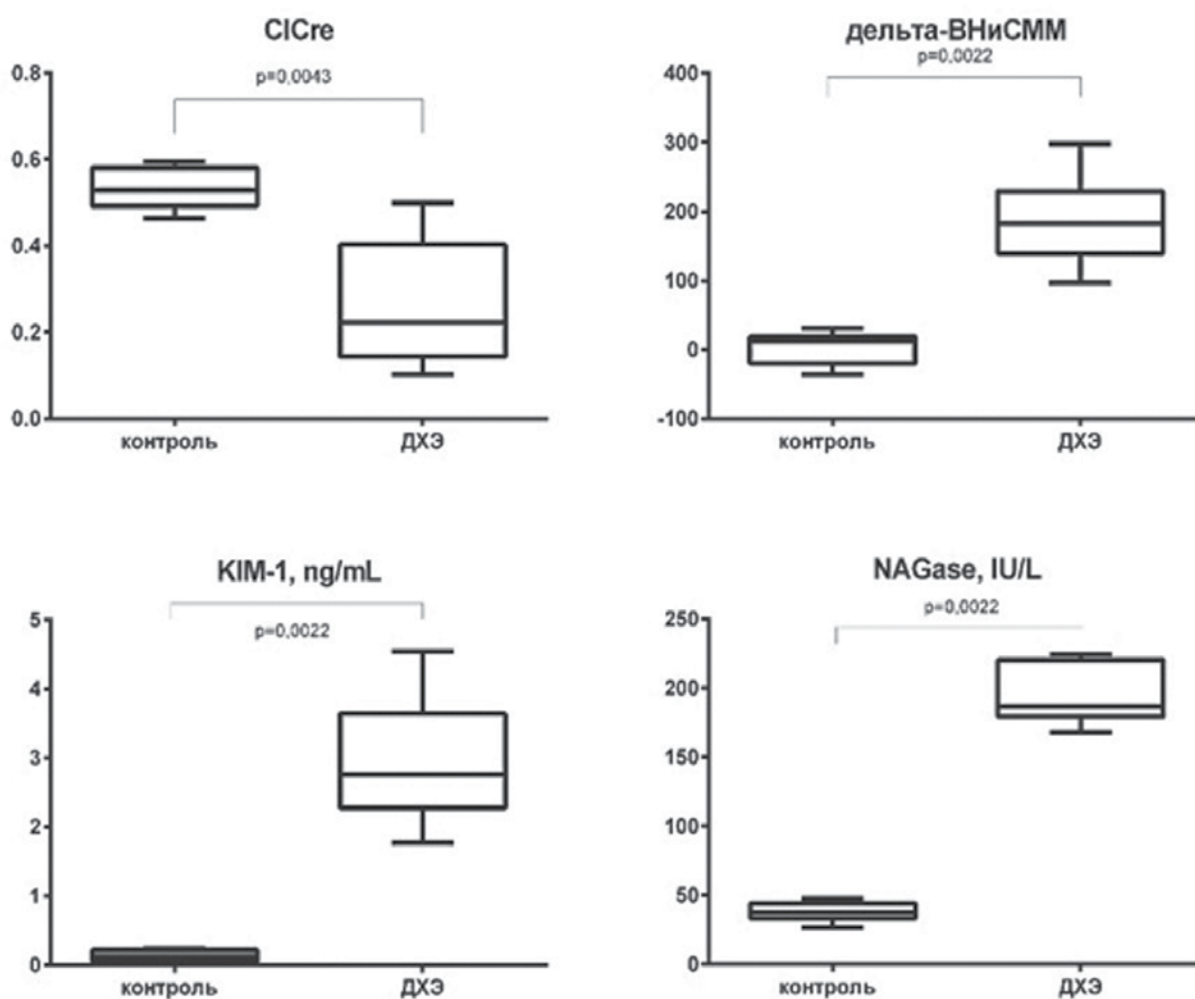 ClCre
p=0,0043
0.8
0.6
0.4
0.2
0.0
контроль
ДХЭ
дельта-ВНиСММ
p=0,0022
400
300
200
100
0
-100
контроль
ДХЭ
KIM-1, ng/mL
p=0,0022
5
4
3
2
1
0
контроль
ДХЭ
NAGase, IU/L
p=0,0022
250
200
150
100
50
0
контроль
ДХЭ